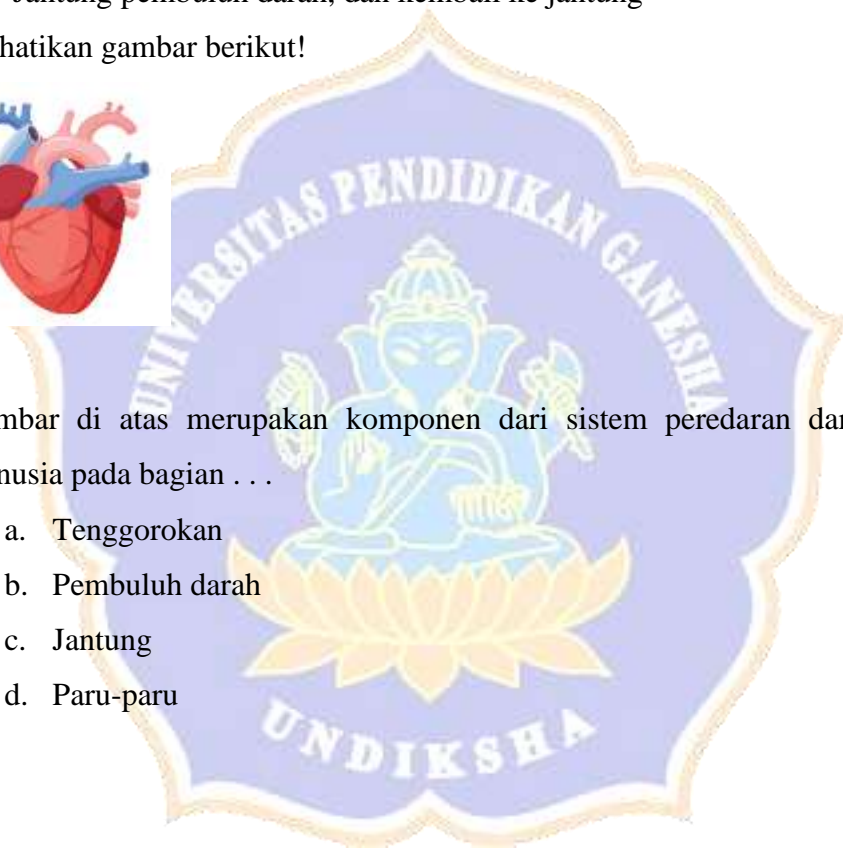 Jantung pembuluh darah, dan kembali ke jantung
hatikan gambar berikut!
UNIVERSITAS PENDIDIKAN GANESHA
mbar di atas merupakan komponen dari sistem peredaran dar
nusia pada bagian . . .
a. Tenggorokan
b. Pembuluh darah
c. Jantung
d. Paru-paru
UNDIKSHA